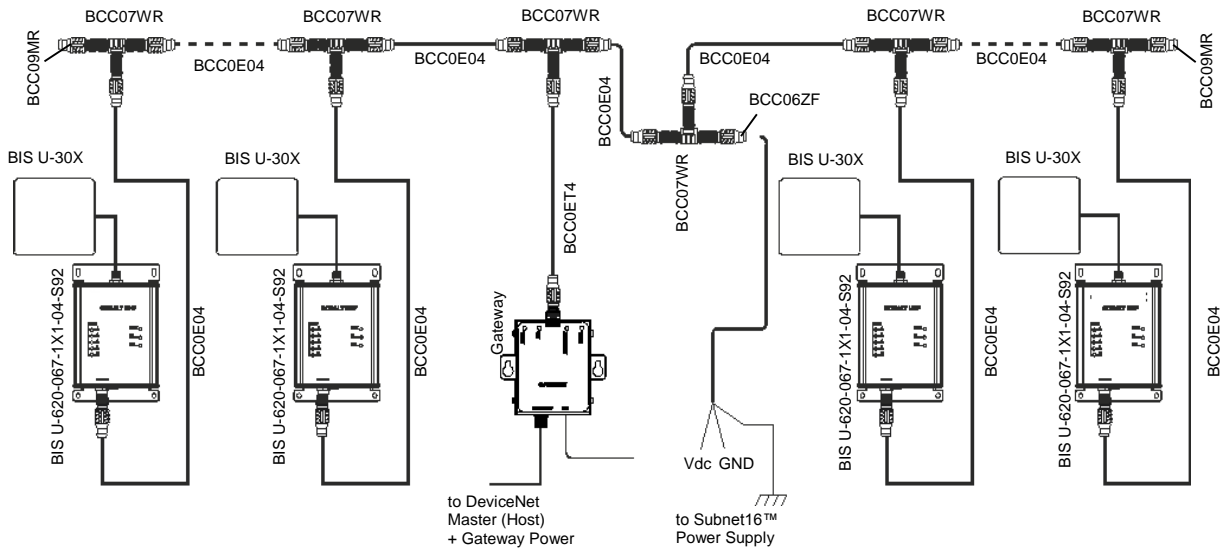 BCC07WR
BCC07WR
BCC07WR
BCC07WR
BCC07WR
BCC09MR
BCC0E04
BCC0E04
BCC0E04
BCC0E04
BCC0E04
BCC09MR
BCC06ZF
BCC07WR
BIS U-30X
BIS U-30X
BIS U-30X
BIS U-30X
BCC0ET4
BIS U-620-067-1X1-04-S92
BCC0E04
BIS U-620-067-1X1-04-S92
BCC0E04
Gateway
BIS U-620-067-1X1-04-S92
BCC0E04
BIS U-620-067-1X1-04-S92
BCC0E04
Vdc GND
to DeviceNet
Master (Host)
+ Gateway Power
to Subnet16™
Power Supply